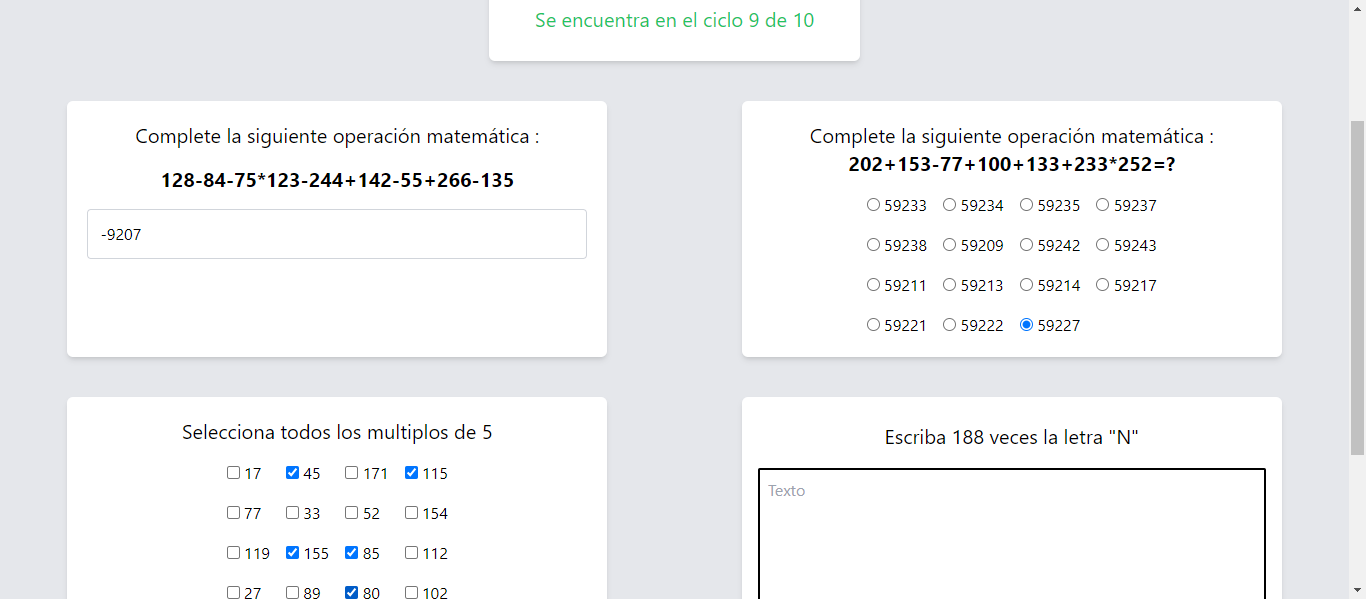 Se encuentra en el ciclo 9 de 10
Complete la siguiente operación matemática :
128-84-75*123-244+142-55+266-135
-9207
Complete la siguiente operación matemática :
202+153-77+100+133+233*252=?
59233 59234 59235 59237
59238 59209 59242 59243
59211 59213 59214 59217
59221 59222 59227
Selecciona todos los multiplos de 5
17 45 171 115
77 33 52 154
119 155 85 112
27 89 80 102
Escriba 188 veces la letra "N"
Texto